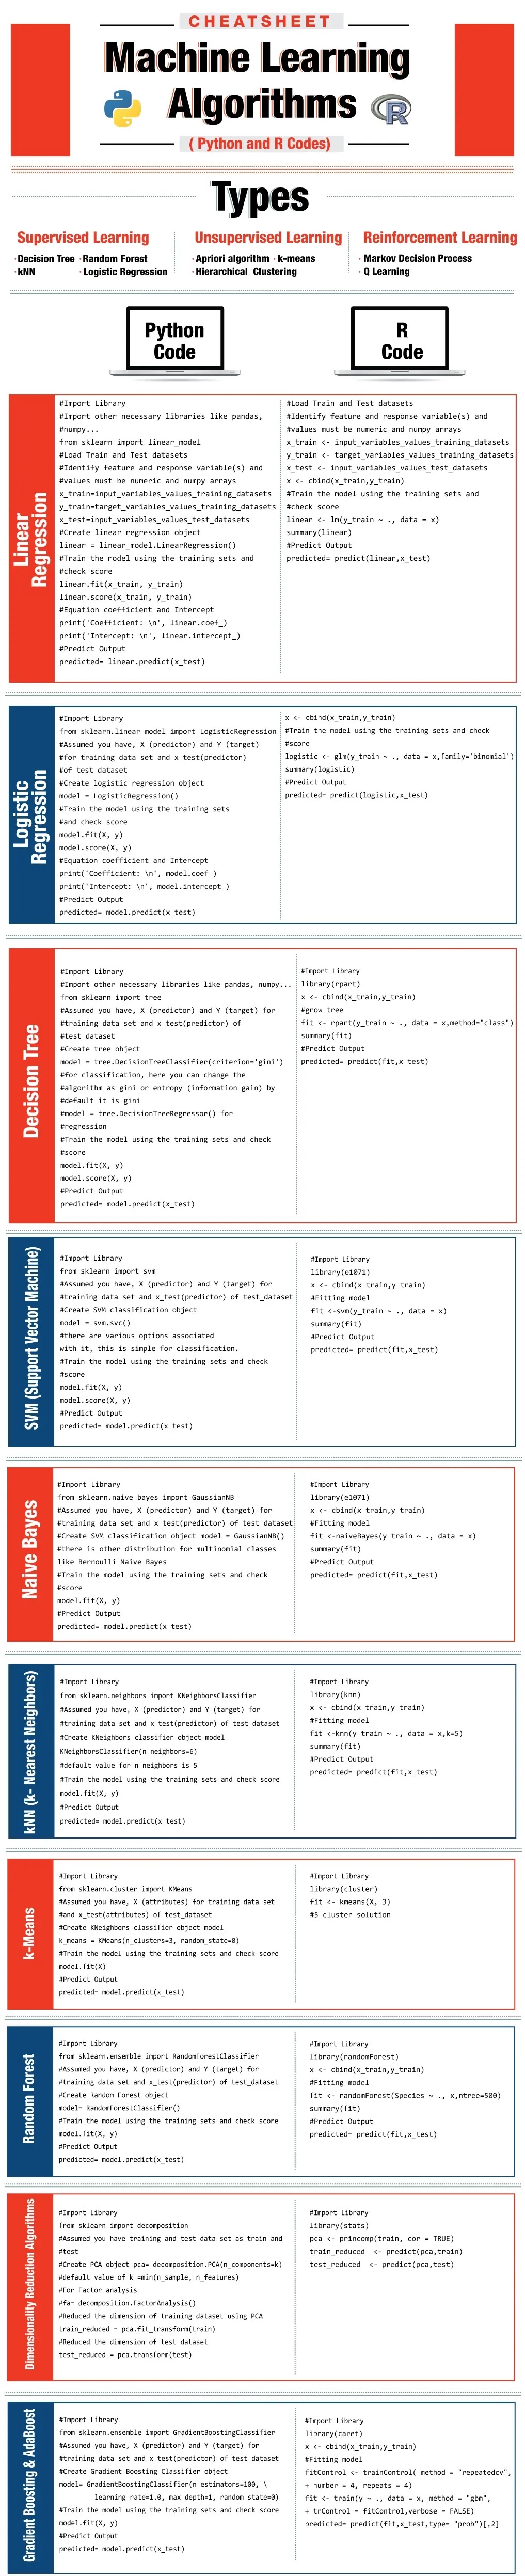 CHEATSHEET
Machine Learning
Algorithms
( Python and R Codes)
Types
Supervised Learning
·Decision Tree ·Random Forest
·kNN ·Logistic Regression
Unsupervised Learning
·Apriori algorithm ·k-means
·Hierarchical Clustering
Reinforcement Learning
· Markov Decision Process
· Q Learning
Python
Code
R
Code
Linear
Regression
#Import Library
#Import other necessary libraries like pandas,
#numpy...
from sklearn import linear_model
#Load Train and Test datasets
#Identify feature and response variable(s) and
#values must be numeric and numpy arrays
x_train=input_variables_values_training_datasets
y_train=target_variables_values_training_datasets
x_test=input_variables_values_test_datasets
#Create linear regression object
linear = linear_model.LinearRegression()
#Train the model using the training sets and
#check score
linear.fit(x_train, y_train)
linear.score(x_train, y_train)
#Equation coefficient and Intercept
print('Coefficient: \n', linear.coef_)
print('Intercept: \n', linear.intercept_)
#Predict Output
predicted= linear.predict(x_test)
#Load Train and Test datasets
#Identify feature and response variable(s) and
#values must be numeric and numpy arrays
x_train <- input_variables_values_training_datasets
y_train <- target_variables_values_training_datasets
x_test <- input_variables_values_test_datasets
x <- cbind(x_train,y_train)
#Train the model using the training sets and
#check score
linear <- lm(y_train ~ ., data = x)
summary(linear)
#Predict Output
predicted= predict(linear,x_test)
Logistic
Regression
#Import Library
from sklearn.linear_model import LogisticRegression
#Assumed you have, X (predictor) and Y (target)
#for training data set and x_test(predictor)
#of test_dataset
#Create logistic regression object
model = LogisticRegression()
#Train the model using the training sets
#and check score
model.fit(X, y)
model.score(X, y)
#Equation coefficient and Intercept
print('Coefficient: \n', model.coef_)
print('Intercept: \n', model.intercept_)
#Predict Output
predicted= model.predict(x_test)
x <- cbind(x_train,y_train)
#Train the model using the training sets and check
#score
logistic <- glm(y_train ~ ., data = x,family='binomial')
summary(logistic)
#Predict Output
predicted= predict(logistic,x_test)
Decision Tree
#Import Library
#Import other necessary libraries like pandas, numpy...
from sklearn import tree
#Assumed you have, X (predictor) and Y (target) for
#training data set and x_test(predictor) of
#test_dataset
#Create tree object
model = tree.DecisionTreeClassifier(criterion='gini')
#for classification, here you can change the
#algorithm as gini or entropy (information gain) by
#default it is gini
#model = tree.DecisionTreeRegressor() for
#regression
#Train the model using the training sets and check
#score
model.fit(X, y)
model.score(X, y)
#Predict Output
predicted= model.predict(x_test)
#Import Library
library(rpart)
x <- cbind(x_train,y_train)
#grow tree
fit <- rpart(y_train ~ ., data = x,method="class")
summary(fit)
#Predict Output
predicted= predict(fit,x_test)
SVM (Support Vector Machine)
#Import Library
from sklearn import svm
#Assumed you have, X (predictor) and Y (target) for
#training data set and x_test(predictor) of test_dataset
#Create SVM classification object
model = svm.svc()
#there are various options associated
with it, this is simple for classification.
#Train the model using the training sets and check
#score
model.fit(X, y)
model.score(X, y)
#Predict Output
predicted= model.predict(x_test)
#Import Library
library(e1071)
x <- cbind(x_train,y_train)
#Fitting model
fit <-svm(y_train ~ ., data = x)
summary(fit)
#Predict Output
predicted= predict(fit,x_test)
Naive Bayes
#Import Library
from sklearn.naive_bayes import GaussianNB
#Assumed you have, X (predictor) and Y (target) for
#training data set and x_test(predictor) of test_dataset
#Create SVM classification object model = GaussianNB()
#there is other distribution for multinomial classes
like Bernoulli Naive Bayes
#Train the model using the training sets and check
#score
model.fit(X, y)
#Predict Output
predicted= model.predict(x_test)
#Import Library
library(e1071)
x <- cbind(x_train,y_train)
#Fitting model
fit <-naiveBayes(y_train ~ ., data = x)
summary(fit)
#Predict Output
predicted= predict(fit,x_test)
kNN (k- Nearest Neighbors)
#Import Library
from sklearn.neighbors import KNeighborsClassifier
#Assumed you have, X (predictor) and Y (target) for
#training data set and x_test(predictor) of test_dataset
#Create KNeighbors classifier object model
KNeighborsClassifier(n_neighbors=6)
#default value for n_neighbors is 5
#Train the model using the training sets and check score
model.fit(X, y)
#Predict Output
predicted= model.predict(x_test)
#Import Library
library(knn)
x <- cbind(x_train,y_train)
#Fitting model
fit <-knn(y_train ~ ., data = x,k=5)
summary(fit)
#Predict Output
predicted= predict(fit,x_test)
k-Means
#Import Library
from sklearn.cluster import KMeans
#Assumed you have, X (attributes) for training data set
#and x_test(attributes) of test_dataset
#Create KNeighbors classifier object model
k_means = KMeans(n_clusters=3, random_state=0)
#Train the model using the training sets and check score
model.fit(X)
#Predict Output
predicted= model.predict(x_test)
#Import Library
library(cluster)
fit <- kmeans(X, 3)
#5 cluster solution
Random Forest
#Import Library
from sklearn.ensemble import RandomForestClassifier
#Assumed you have, X (predictor) and Y (target) for
#training data set and x_test(predictor) of test_dataset
#Create Random Forest object
model= RandomForestClassifier()
#Train the model using the training sets and check score
model.fit(X, y)
#Predict Output
predicted= model.predict(x_test)
#Import Library
library(randomForest)
x <- cbind(x_train,y_train)
#Fitting model
fit <- randomForest(Species ~ ., x,ntree=500)
summary(fit)
#Predict Output
predicted= predict(fit,x_test)
Dimensionality Reduction Algorithms
#Import Library
from sklearn import decomposition
#Assumed you have training and test data set as train and
#test
#Create PCA object pca= decomposition.PCA(n_components=k)
#default value of k =min(n_sample, n_features)
#For Factor analysis
#fa= decomposition.FactorAnalysis()
#Reduced the dimension of training dataset using PCA
train_reduced = pca.fit_transform(train)
#Reduced the dimension of test dataset
test_reduced = pca.transform(test)
#Import Library
library(stats)
pca <- princomp(train, cor = TRUE)
train_reduced <- predict(pca,train)
test_reduced <- predict(pca,test)
Gradient Boosting & AdaBoost
#Import Library
from sklearn.ensemble import GradientBoostingClassifier
#Assumed you have, X (predictor) and Y (target) for
#training data set and x_test(predictor) of test_dataset
#Create Gradient Boosting Classifier object
model= GradientBoostingClassifier(n_estimators=100, \
learning_rate=1.0, max_depth=1, random_state=0)
#Train the model using the training sets and check score
model.fit(X, y)
#Predict Output
predicted= model.predict(x_test)
#Import Library
library(caret)
x <- cbind(x_train,y_train)
#Fitting model
fitControl <- trainControl( method = "repeatedcv",
+ number = 4, repeats = 4)
fit <- train(y ~ ., data = x, method = "gbm",
+ trControl = fitControl,verbose = FALSE)
predicted= predict(fit,x_test,type= "prob")[,2]